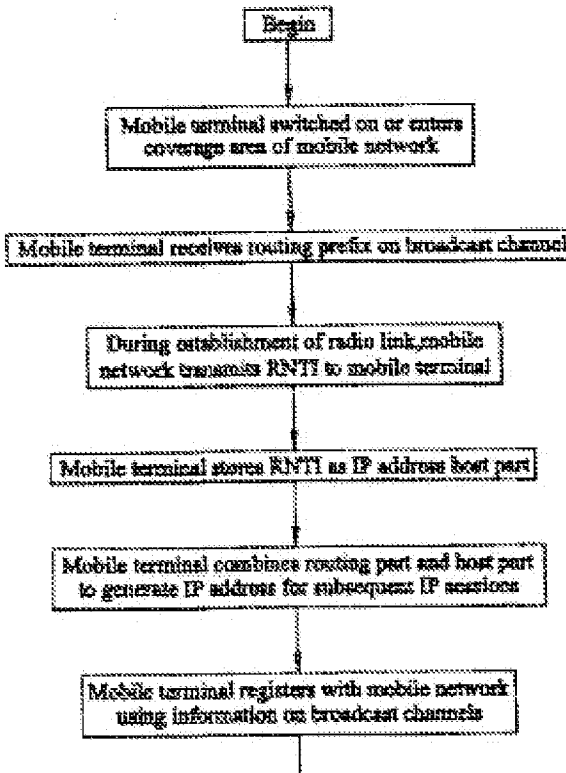 Begin
Mobile terminal switched on or enters
coverage area of mobile network
Mobile terminal receives routing prefix on broadcast channel
During establishment of radio link,mobile
network transmits RNTI to mobile terminal
Mobile terminal stores RNTI as IP address host part
Mobile terminal combines routing part and host part
to generate IP address for subsequent IP sessions
Mobile terminal registers with mobile network
using information on broadcast channels